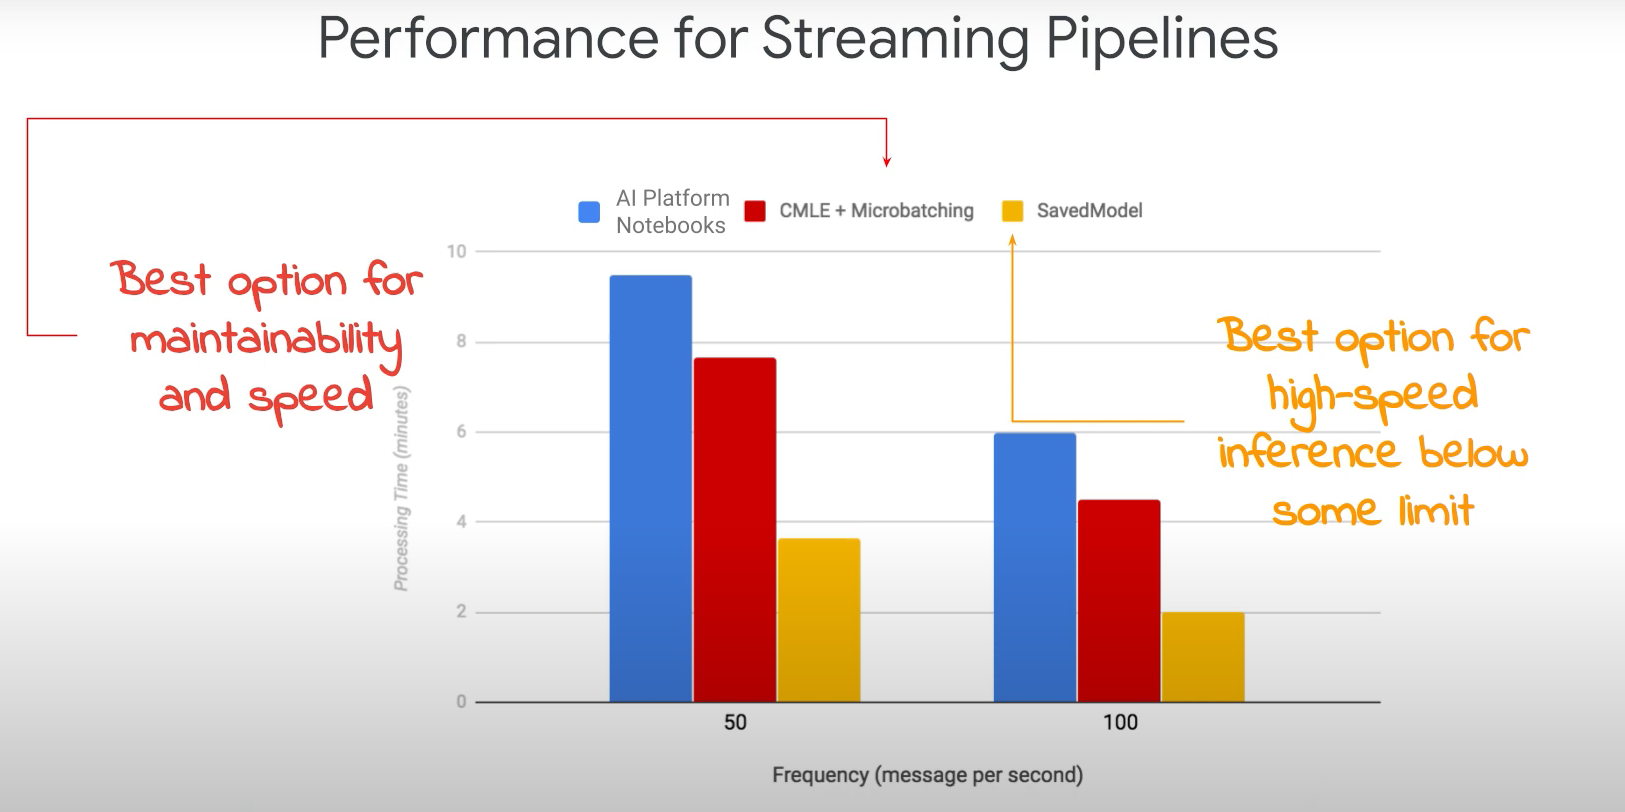 Performance for Streaming Pipelines
AI Platform
Notebooks
CMLE + Microbatching
SavedModel
Best option for
maintainability
and speed
Best option for
high-speed
inference below
some limit
Processing Time (minutes)
10
8
6
4
2
0
50
100
Frequency (message per second)